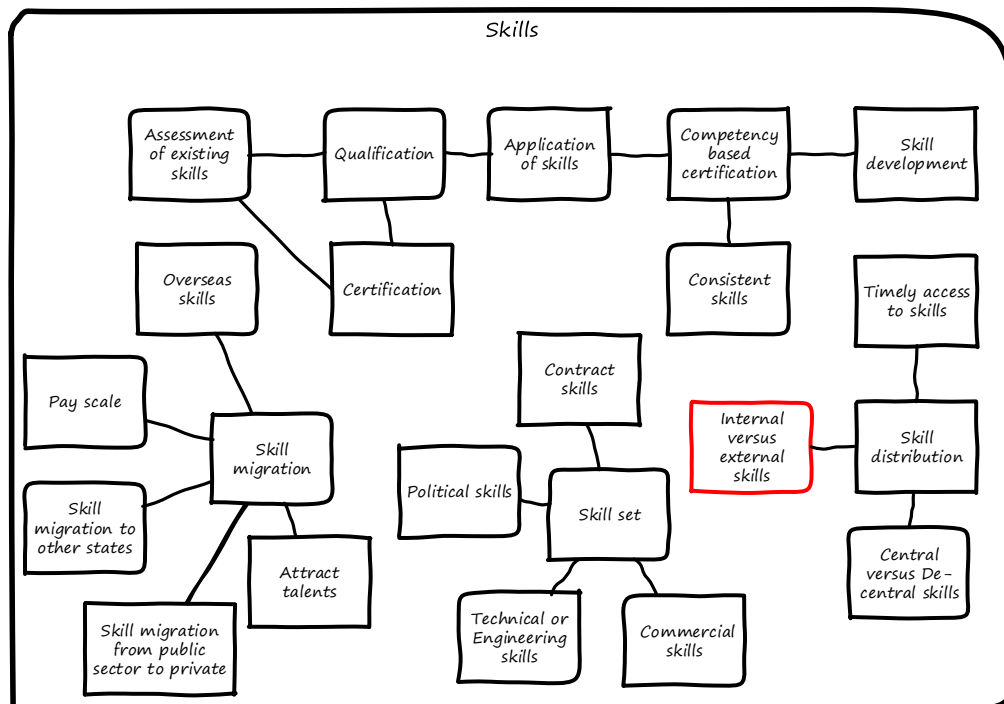 Skills
Assessment
of existing
skills
Qualification
Application
of skills
Competency
based
certification
Skill
development
Overseas
skills
Certification
Consistent
skills
Timely access
to skills
Pay scale
Contract
skills
Internal
versus
external
skills
Skill
distribution
Skill
migration
Political skills
Skill set
Skill
migration to
other states
Attract
talents
Central
versus De-
central skills
Skill migration
from public
sector to private
Technical or
Engineering
skills
Commercial
skills